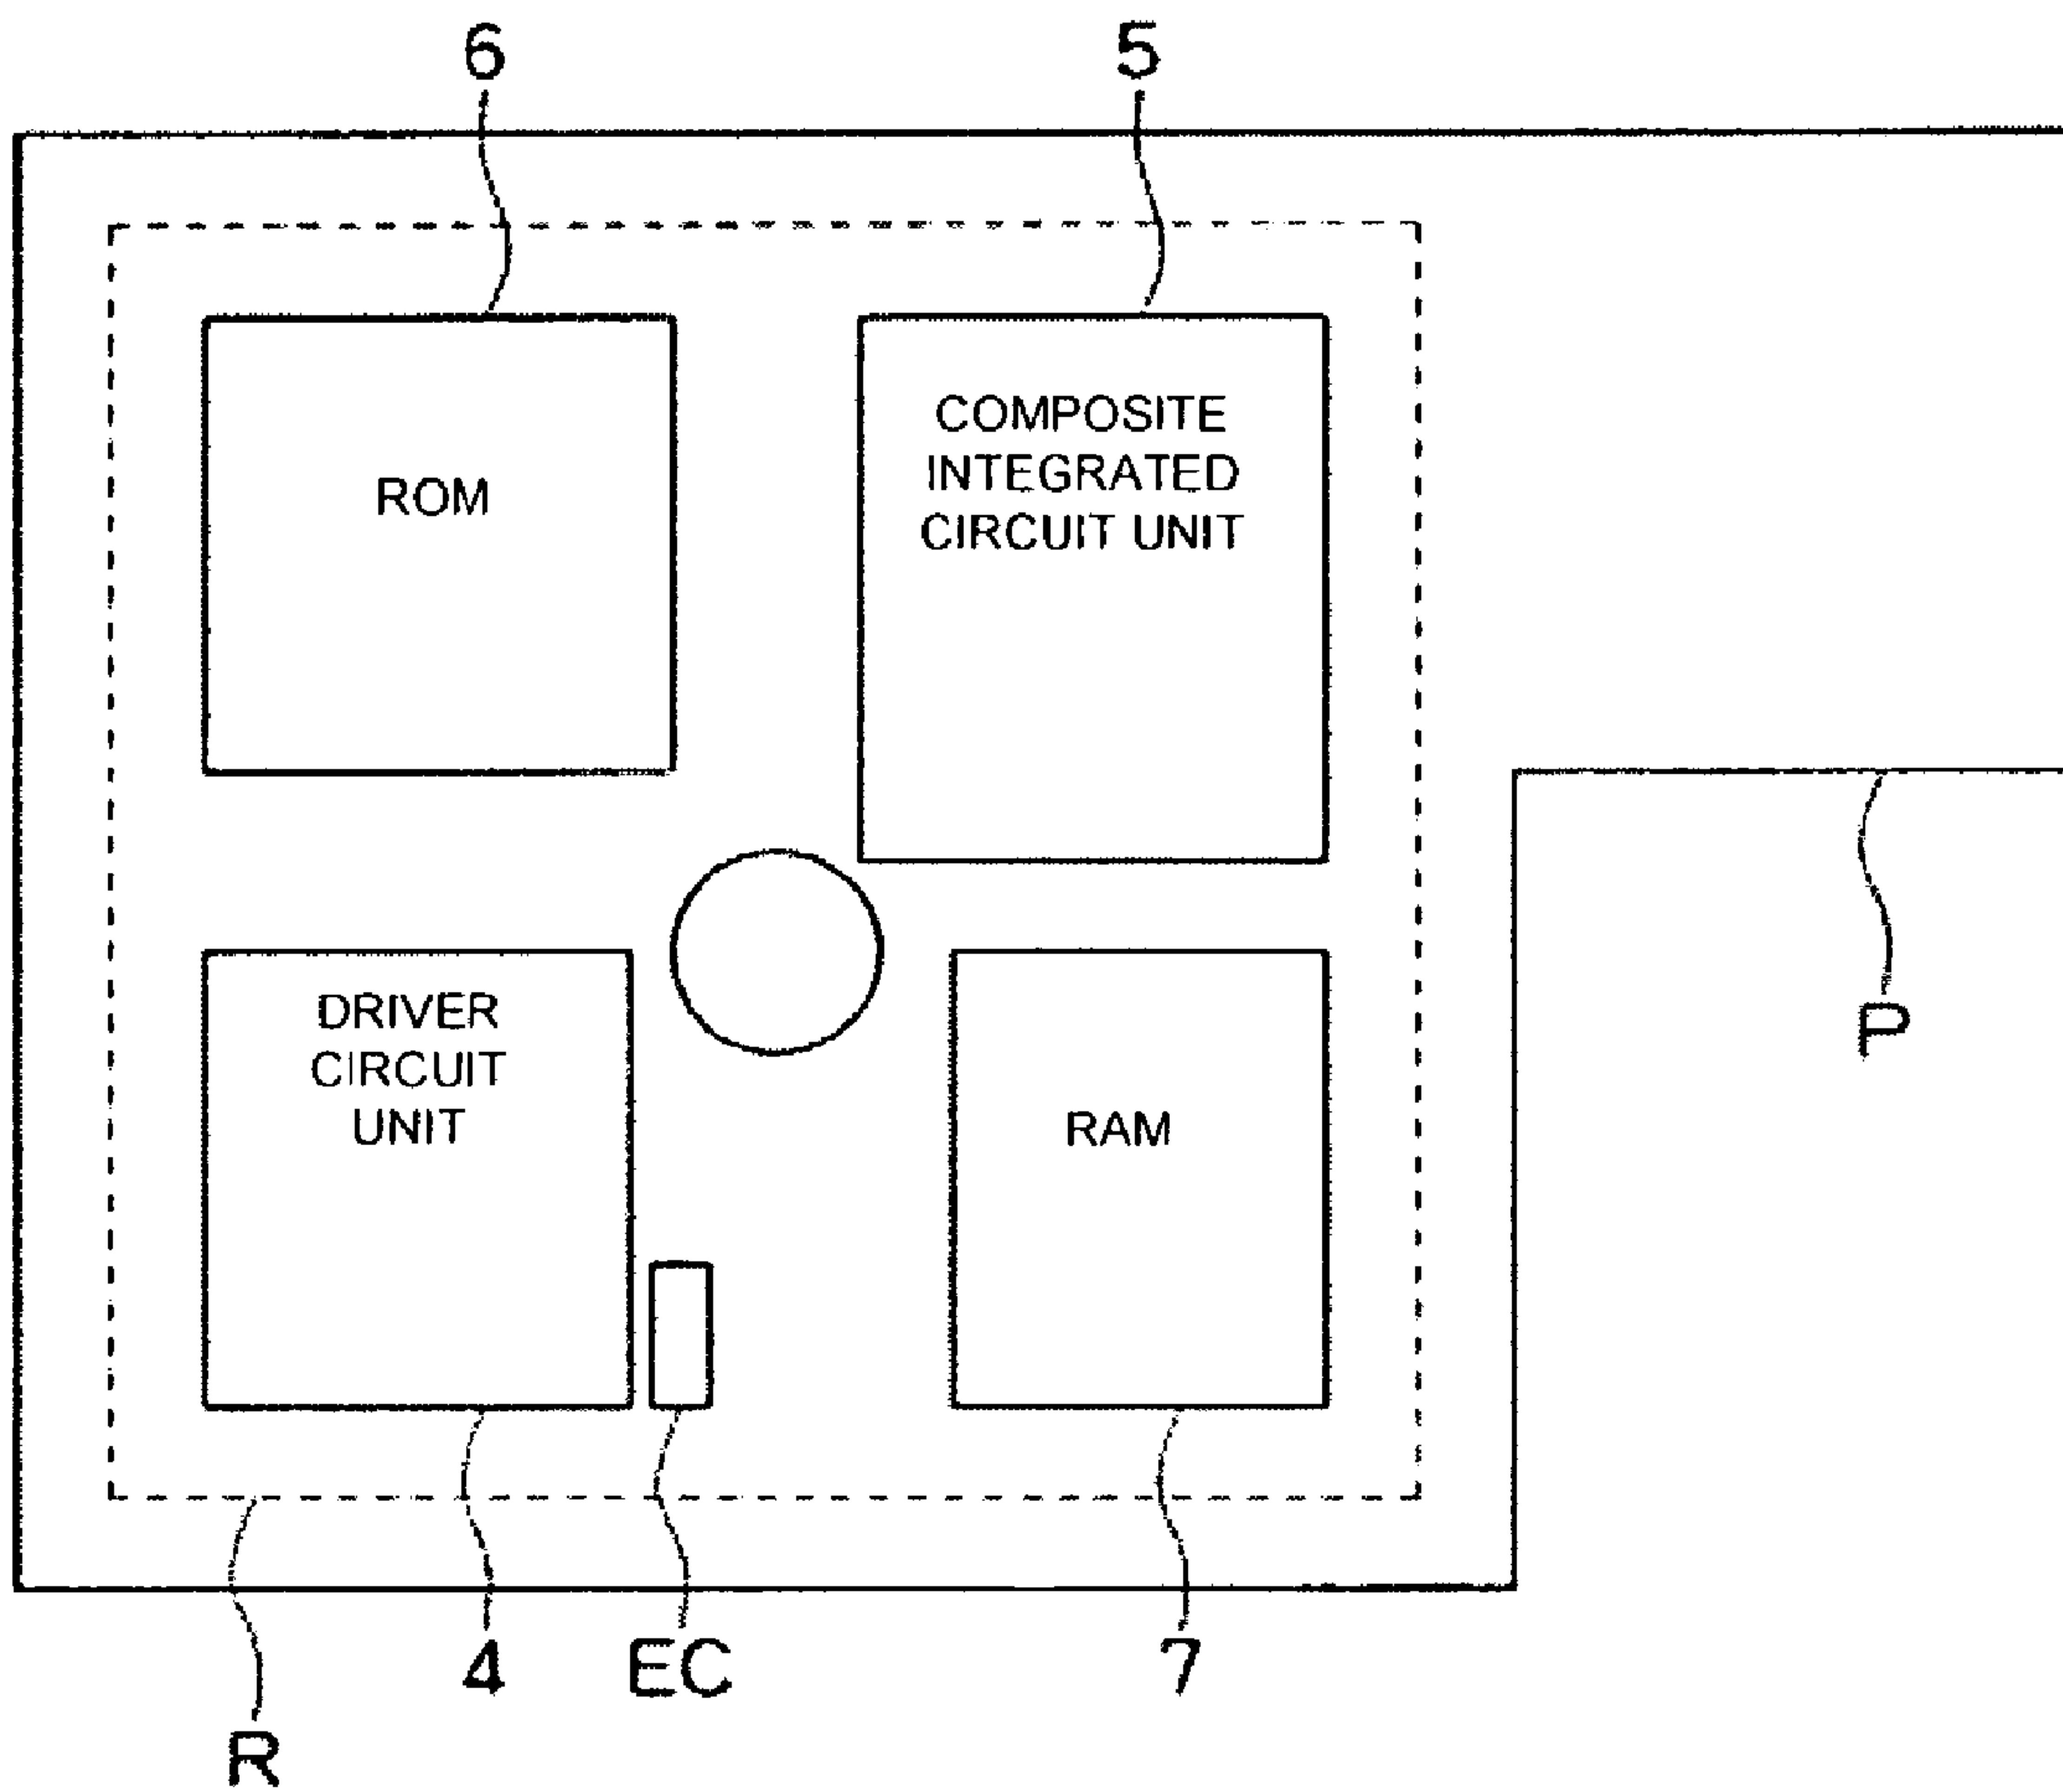 6
5
ROM
COMPOSITE
INTEGRATED
CIRCUIT UNIT
DRIVER
CIRCUIT
UNIT
RAM
P
4
EC
7
R